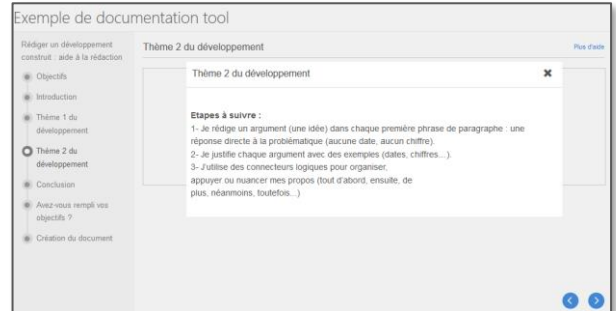 Exemple de documentation tool
Rédiger un développement
construit : aide à la rédaction
Objectifs
Introduction
Thème 1 du
développement
Thème 2 du
développement
Conclusion
Avez-vous rempli vos
objectifs ?
Création du document
Thème 2 du développement
Plus d'aide
Thème 2 du développement
Etapes à suivre :
1- Je rédige un argument (une idée) dans chaque première phrase de paragraphe : une
réponse directe à la problématique (aucune date, aucun chiffre).
2- Je justifie chaque argument avec des exemples (dates, chiffres...).
3- J'utilise des connecteurs logiques pour organiser,
appuyer ou nuancer mes propos (tout d'abord, ensuite, de
plus, néanmoins, toutefois...)